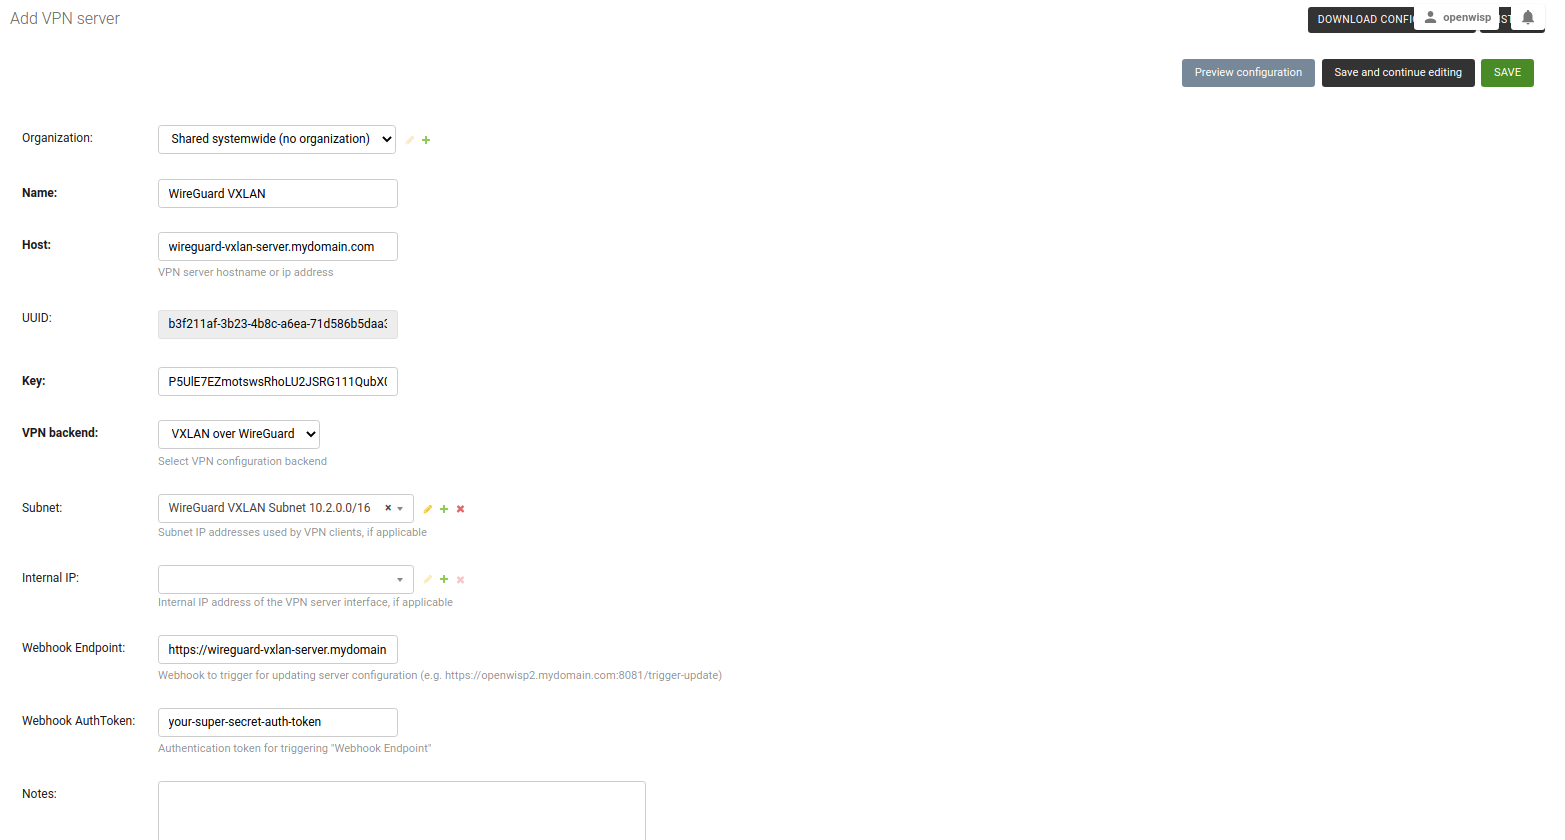 Add VPN server
DOWNLOAD
openwisp
Preview configuration
Save and continue editing
SAVE
Organization:
Shared systemwide (no organization)
Name:
WireGuard VXLAN
Host:
wireguard-vxlan-server.mydomain.com
VPN server hostname or ip address
UUID:
b3f211af-3b23-4b8c-a6ea-71d586b5daa3
Key:
P5UlE7EZmotswsRhoLU2JSRG111QubX
VPN backend:
VXLAN over WireGuard
Select VPN configuration backend
Subnet:
WireGuard VXLAN Subnet 10.2.0.0/16 ×
Subnet IP addresses used by VPN clients, if applicable
Internal IP:
Internal IP address of the VPN server interface, if applicable
Webhook Endpoint:
https://wireguard-vxlan-server.mydomain
Webhook to trigger for updating server configuration (e.g. https://openwisp2.mydomain.com:8081/trigger-update)
Webhook AuthToken:
your-super-secret-auth-token
Authentication token for triggering "Webhook Endpoint"
Notes: